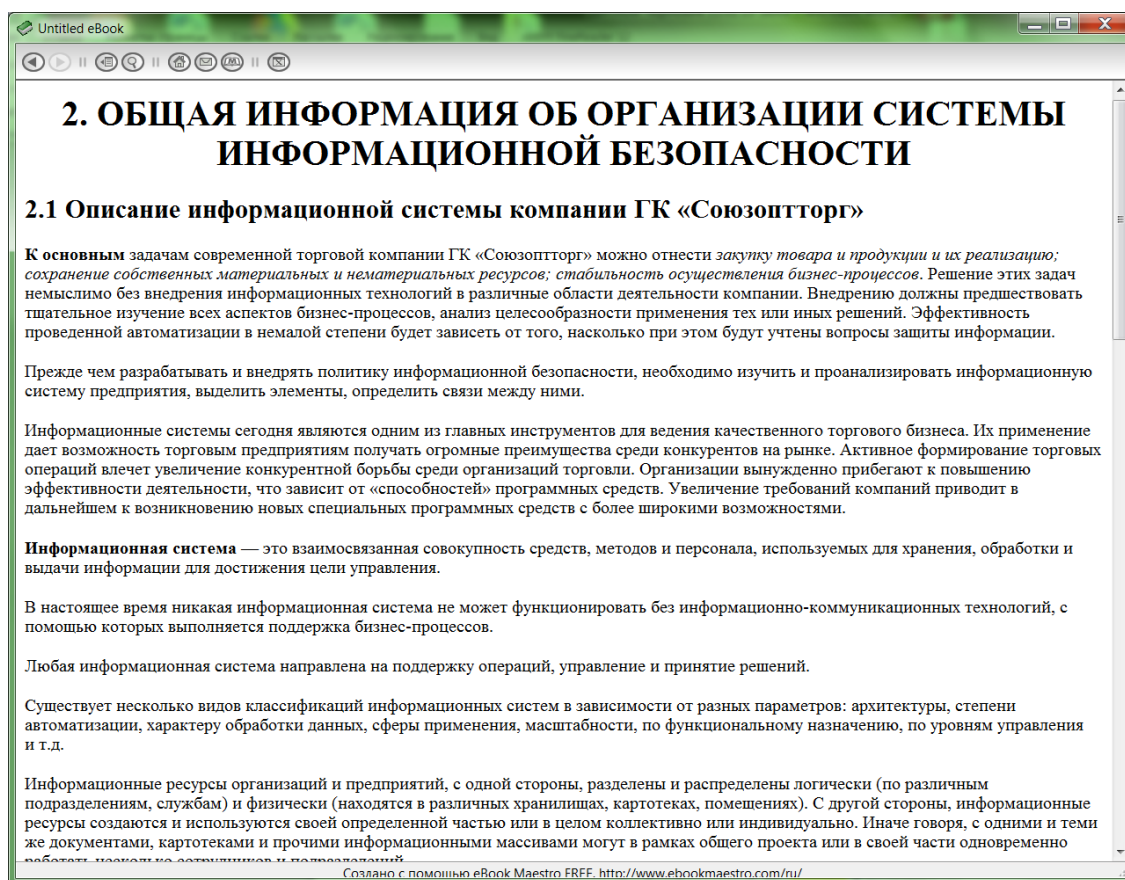 Untitled eBook
2. ОБЩАЯ ИНФОРМАЦИЯ ОБ ОРГАНИЗАЦИИ СИСТЕМЫ
ИНФОРМАЦИОННОЙ БЕЗОПАСНОСТИ
2.1 Описание информационной системы компании ГК «Союзоптторг»
К основным задачам современной торговой компании ГК «Союзоптторг» можно отнести закупку товара и продукции и их реализацию;
сохранение собственных материальных и нематериальных ресурсов; стабильность осуществления бизнес-процессов. Решение этих задач
немыслимо без внедрения информационных технологий в различные области деятельности компании. Внедрению должны предшествовать
тщательное изучение всех аспектов бизнес-процессов, анализ целесообразности применения тех или иных решений. Эффективность
проведенной автоматизации в немалой степени будет зависеть от того, насколько при этом будут учтены вопросы защиты информации.
Прежде чем разрабатывать и внедрять политику информационной безопасности, необходимо изучить и проанализировать информационную
систему предприятия, выделить элементы, определить связи между ними.
Информационные системы сегодня являются одним из главных инструментов для ведения качественного торгового бизнеса. Их применение
дает возможность торговым предприятиям получать огромные преимущества среди конкурентов на рынке. Активное формирование торговых
операций влечет увеличение конкурентной борьбы среди организаций торговли. Организации вынужденно прибегают к повышению
эффективности деятельности, что зависит от «способностей» программных средств. Увеличение требований компаний приводит в
дальнейшем к возникновению новых специальных программных средств с более широкими возможностями.
Информационная система — это взаимосвязанная совокупность средств, методов и персонала, используемых для хранения, обработки и
выдачи информации для достижения цели управления.
В настоящее время никакая информационная система не может функционировать без информационно-коммуникационных технологий, с
помощью которых выполняется поддержка бизнес-процессов.
Любая информационная система направлена на поддержку операций, управление и принятие решений.
Существует несколько видов классификаций информационных систем в зависимости от разных параметров: архитектуры, степени
автоматизации, характеру обработки данных, сферы применения, масштабности, по функциональному назначению, по уровням управления
и т.д.
Информационные ресурсы организаций и предприятий, с одной стороны, разделены и распределены логически (по различным
подразделениям, службам) и физически (находятся в различных хранилищах, картотеках, помещениях). С другой стороны, информационные
ресурсы создаются и используются своей определенной частью или в целом коллективно или индивидуально. Иначе говоря, с одними и теми
же документами, картотеками и прочими информационными массивами могут в рамках общего проекта или в своей части одновременно
работать несколько сотрудников и подразделений.
Создано с помощью eBook Maestro FREE. http://www.ebookmaestro.com/ru/